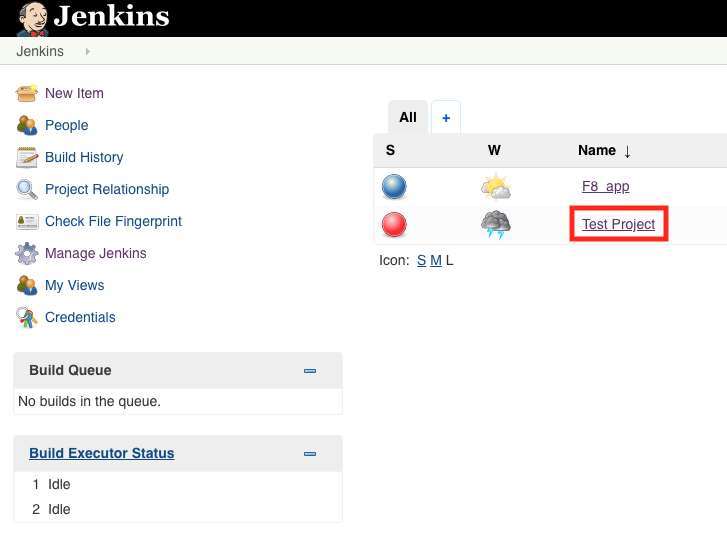 Jenkins
Jenkins
New Item
People
Build History
Project Relationship
Check File Fingerprint
Manage Jenkins
My Views
Credentials
Build Queue
No builds in the queue.
Build Executor Status
1 Idle
2 Idle
All +
S W Name ↓
F8_app
Test Project
Icon: S M L